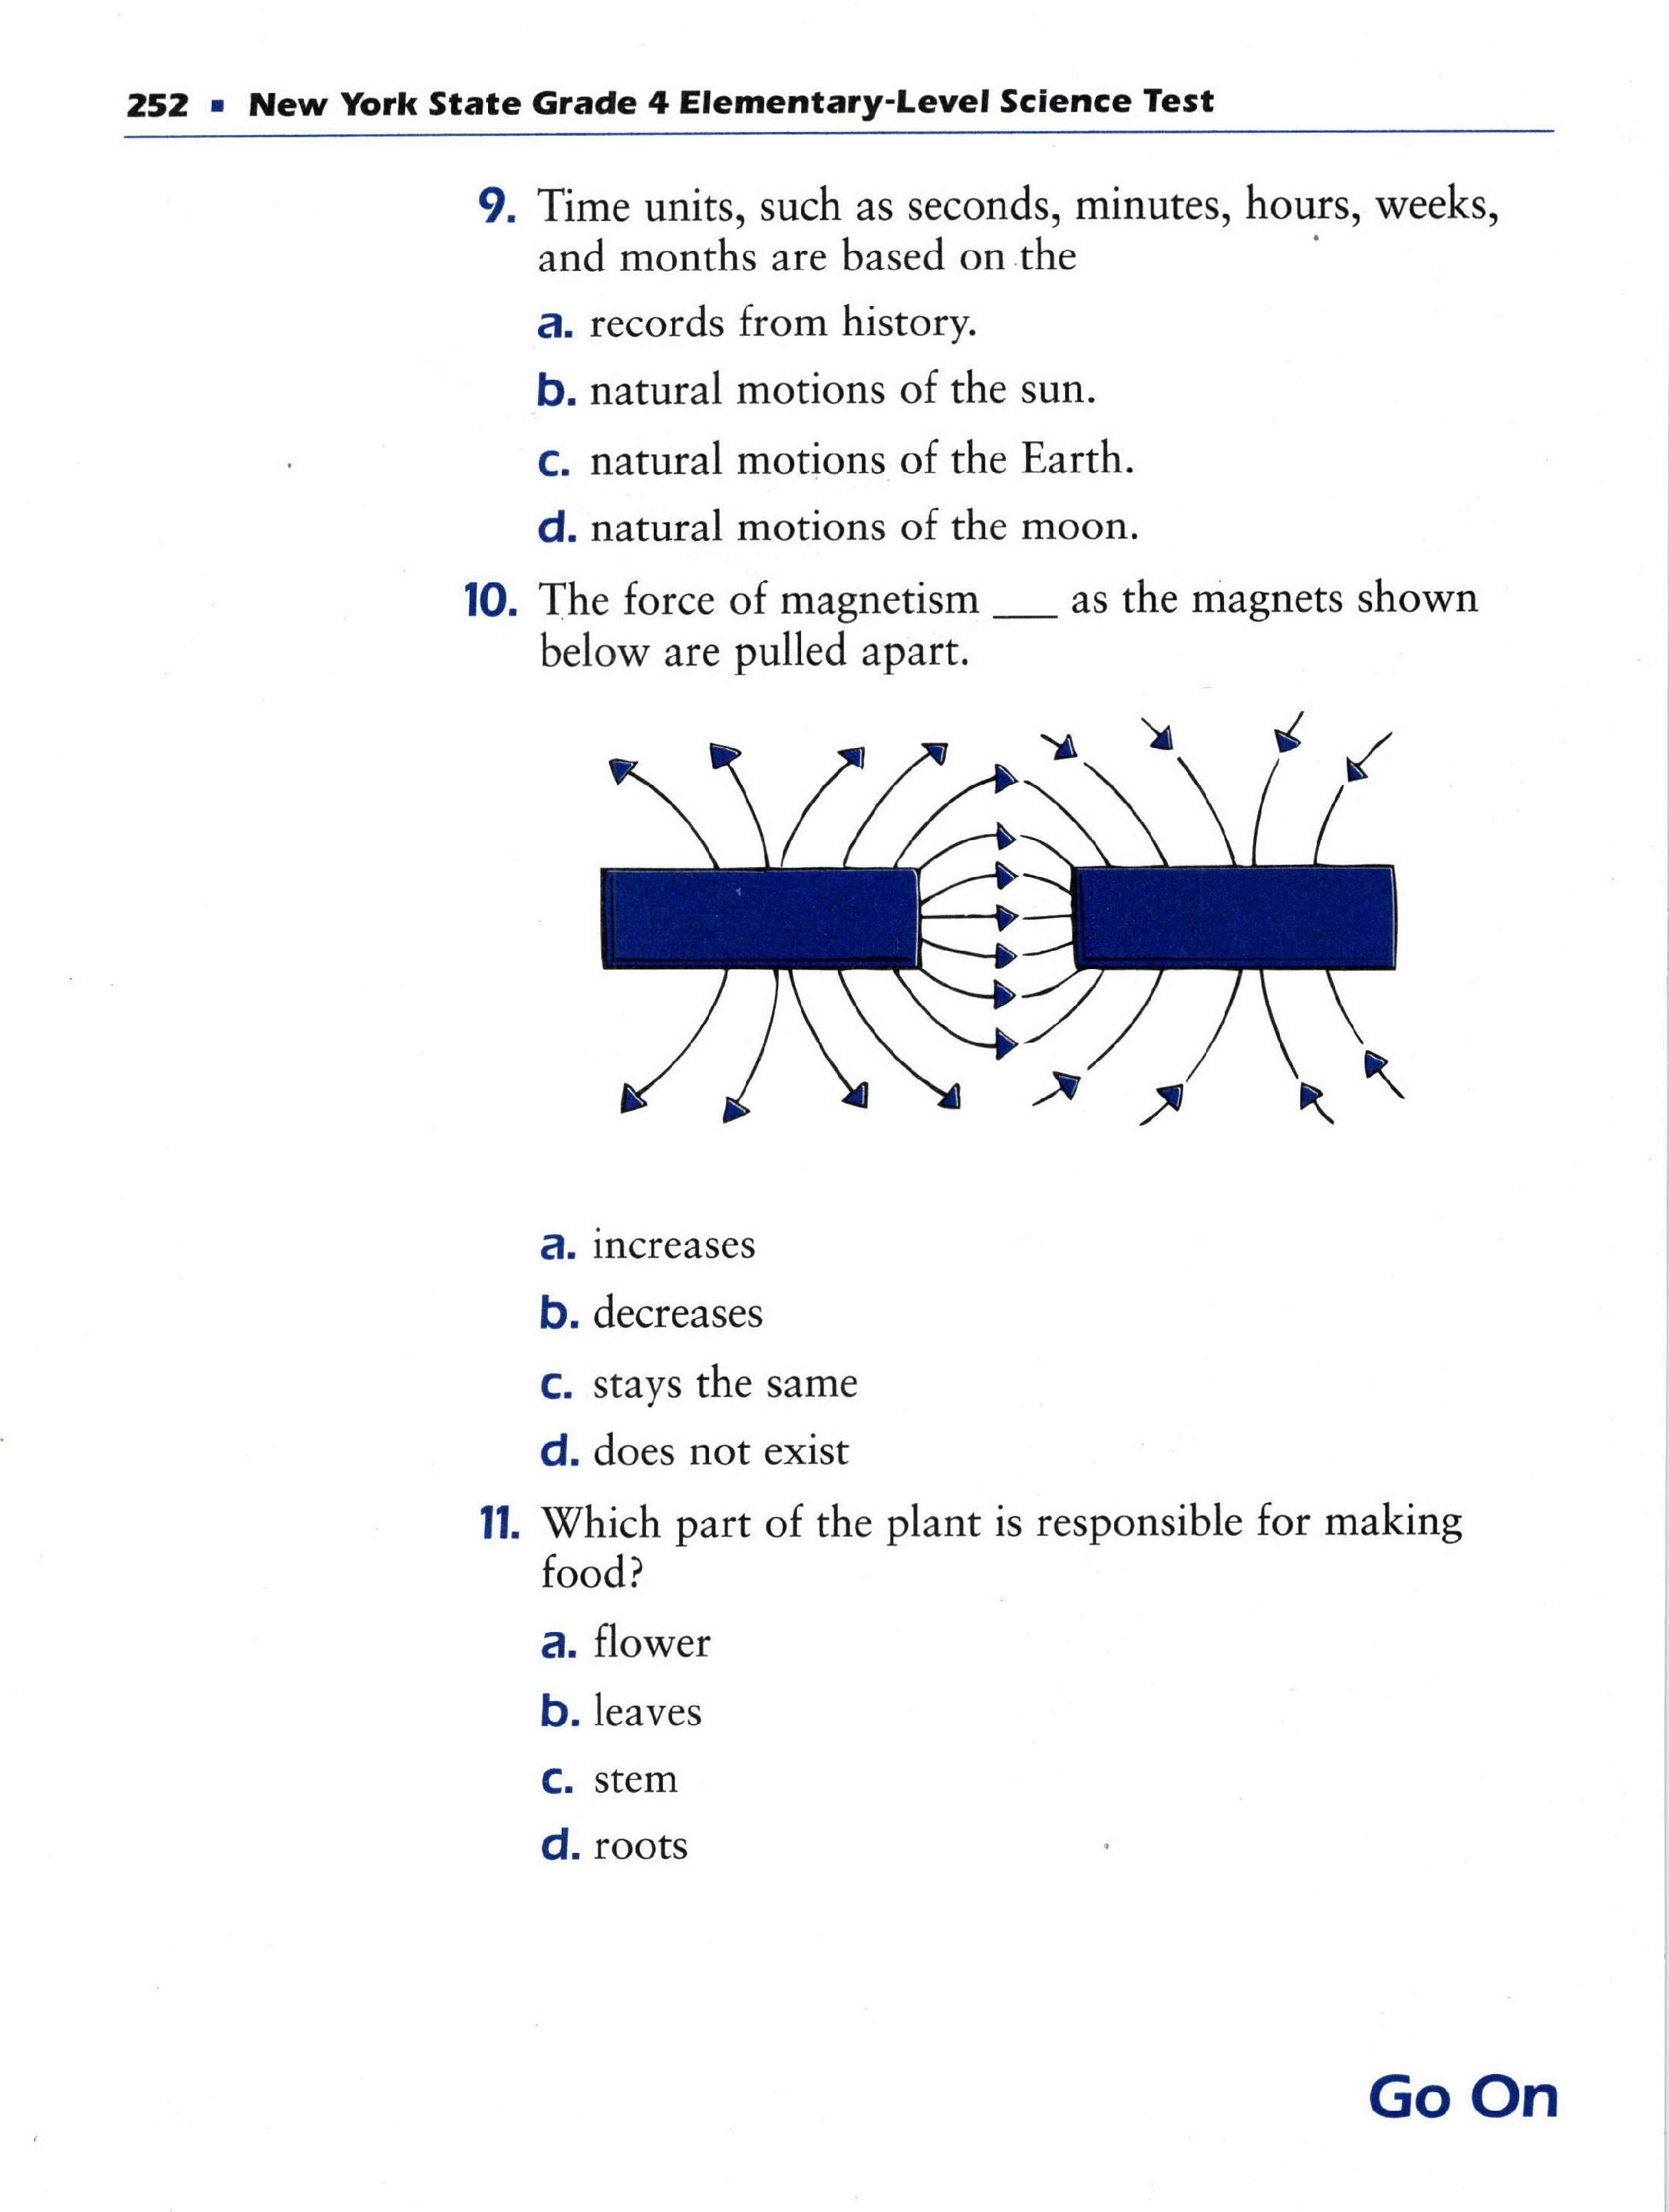 252 ▪ New York State Grade 4 Elementary-Level Science Test
9. Time units, such as seconds, minutes, hours, weeks,
and months are based on the
a. records from history.
b. natural motions of the sun.
c. natural motions of the Earth.
d. natural motions of the moon.
10. The force of magnetism ___ as the magnets shown
below are pulled apart.
a. increases
b. decreases
c. stays the same
d. does not exist
11. Which part of the plant is responsible for making
food?
a. flower
b. leaves
c. stem
d. roots
Go On